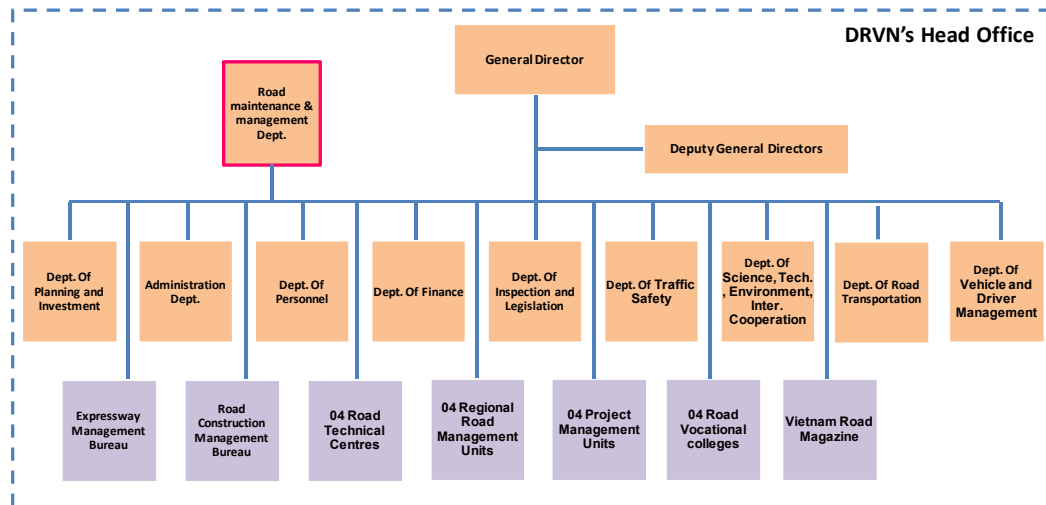 DRVN's Head Office
General Director
Road
maintenance &
management
Dept.
Deputy General Directors
Dept. Of
Planning and
Investment
Administration
Dept.
Dept. Of
Personnel
Dept. Of Finance
Dept. Of
Inspection and
Legislation
Dept. Of Traffic
Safety
Dept. Of
Science, Tech.
, Environment,
Inter.
Cooperation
Dept. Of Road
Transportation
Dept. Of
Vehicle and
Driver
Management
Expressway
Management
Bureau
Road
Construction
Management
Bureau
04 Road
Technical
Centres
04 Regional
Road
Management
Units
04 Project
Management
Units
04 Road
Vocational
colleges
Vietnam Road
Magazine